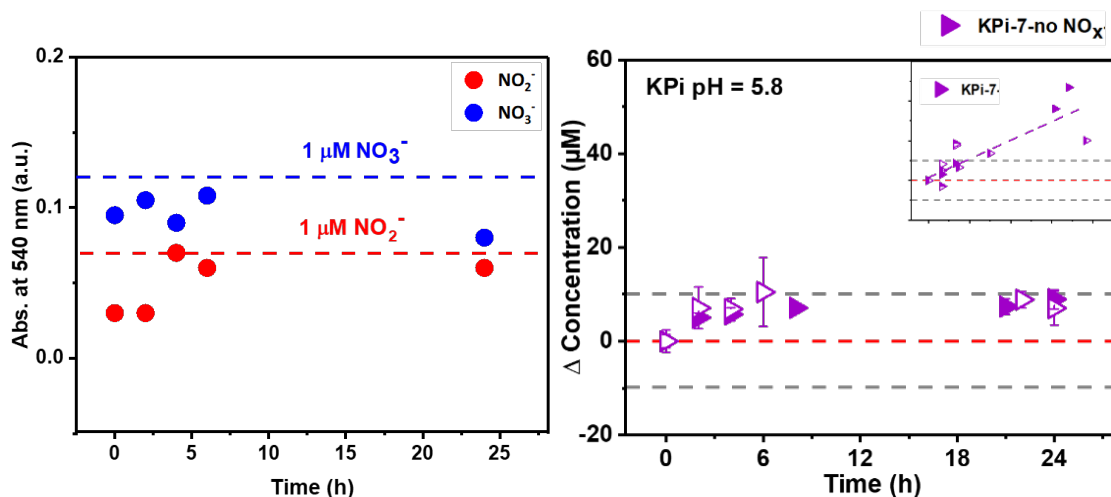 0.2
0.1
0.0
Abs. at 540 nm (a.u.)
NO₂⁻
NO₃⁻
1 μM NO₃⁻
1 μM NO₂⁻
0 5 10 15 20 25
Time (h)
KPi-7-no NOₓ
60
40
20
10
0
-10
-20
Δ Concentration (μM)
KPi pH = 5.8
KPi-7-
0 6 12 18 24
Time (h)